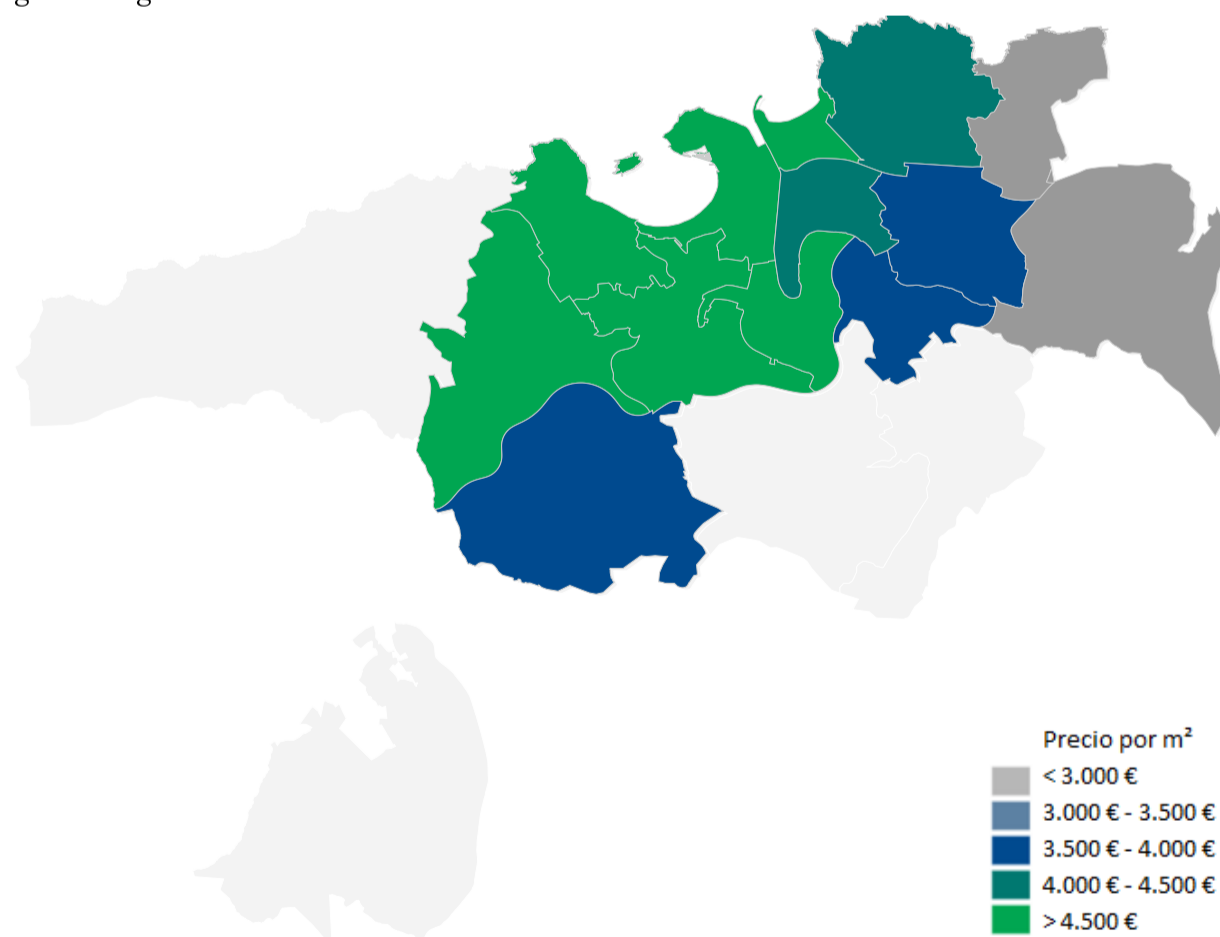 Precio por m²
< 3.000 €
3.000 € - 3.500 €
3.500 € - 4.000 €
4.000 € - 4.500 €
> 4.500 €